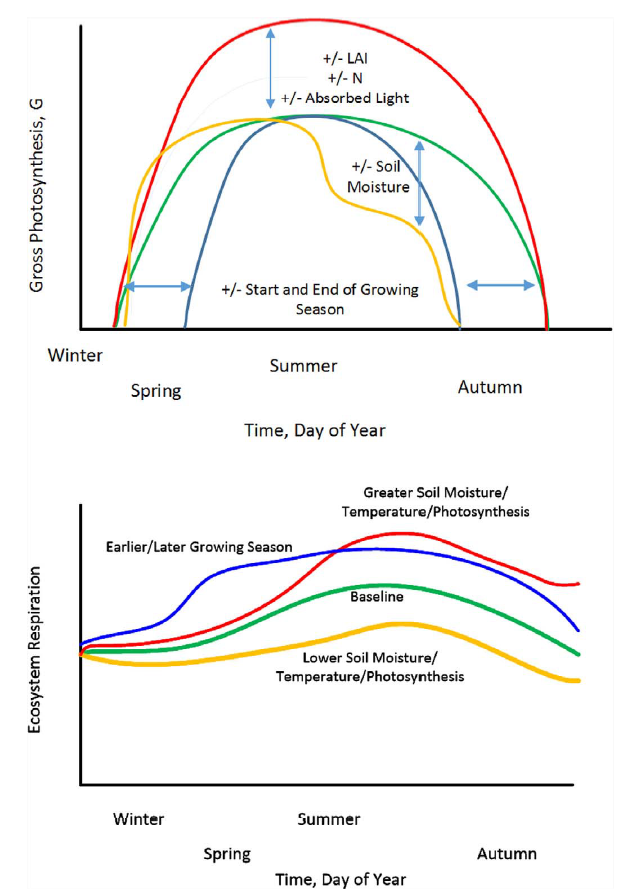 Gross Photosynthesis, G
+/- LAI
+/- N
+/- Absorbed Light
+/- Soil
Moisture
+/- Start and End of Growing
Season
Winter
Summer
Spring
Autumn
Time, Day of Year
Ecosystem Respiration
Greater Soil Moisture/
Temperature/Photosynthesis
Earlier/Later Growing Season
Baseline
Lower Soil Moisture/
Temperature/Photosynthesis
Winter
Summer
Spring
Autumn
Time, Day of Year